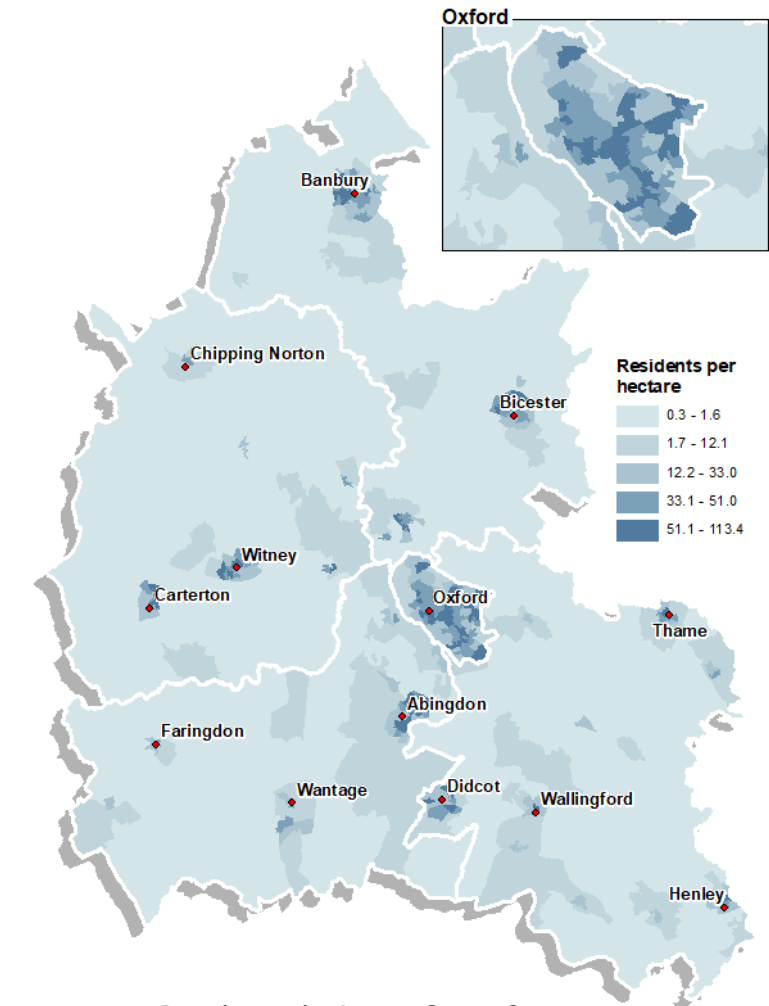 Oxford
Banbury
Chipping Norton
Bicester
Residents per
hectare
0.3 - 1.6
1.7 - 12.1
12.2 - 33.0
33.1 - 51.0
51.1 - 113.4
Witney
Carterton
Oxford
Thame
Abingdon
Faringdon
Wantage
Didcot
Wallingford
Henley